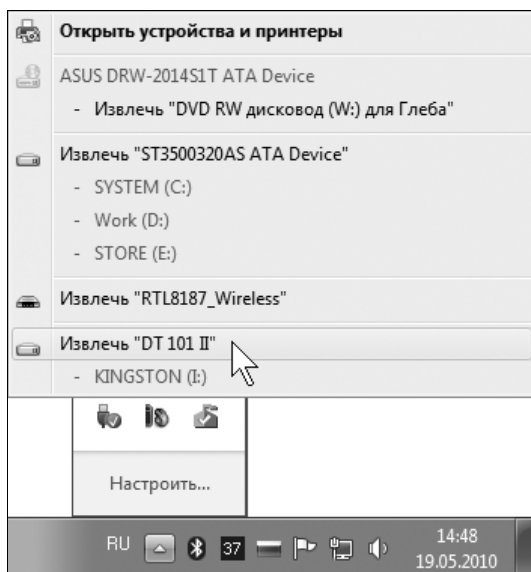 Открыть устройства и принтеры
ASUS DRW-2014S1T ATA Device
- Извлечь "DVD RW дисковод (W:) для Глеба"
Извлечь "ST3500320AS ATA Device"
- SYSTEM (C:)
- Work (D:)
- STORE (E:)
Извлечь "RTL8187_Wireless"
Извлечь "DT 101 II"
- KINGSTON (I:)
Настроить...
RU 37 14:48
19.05.2010